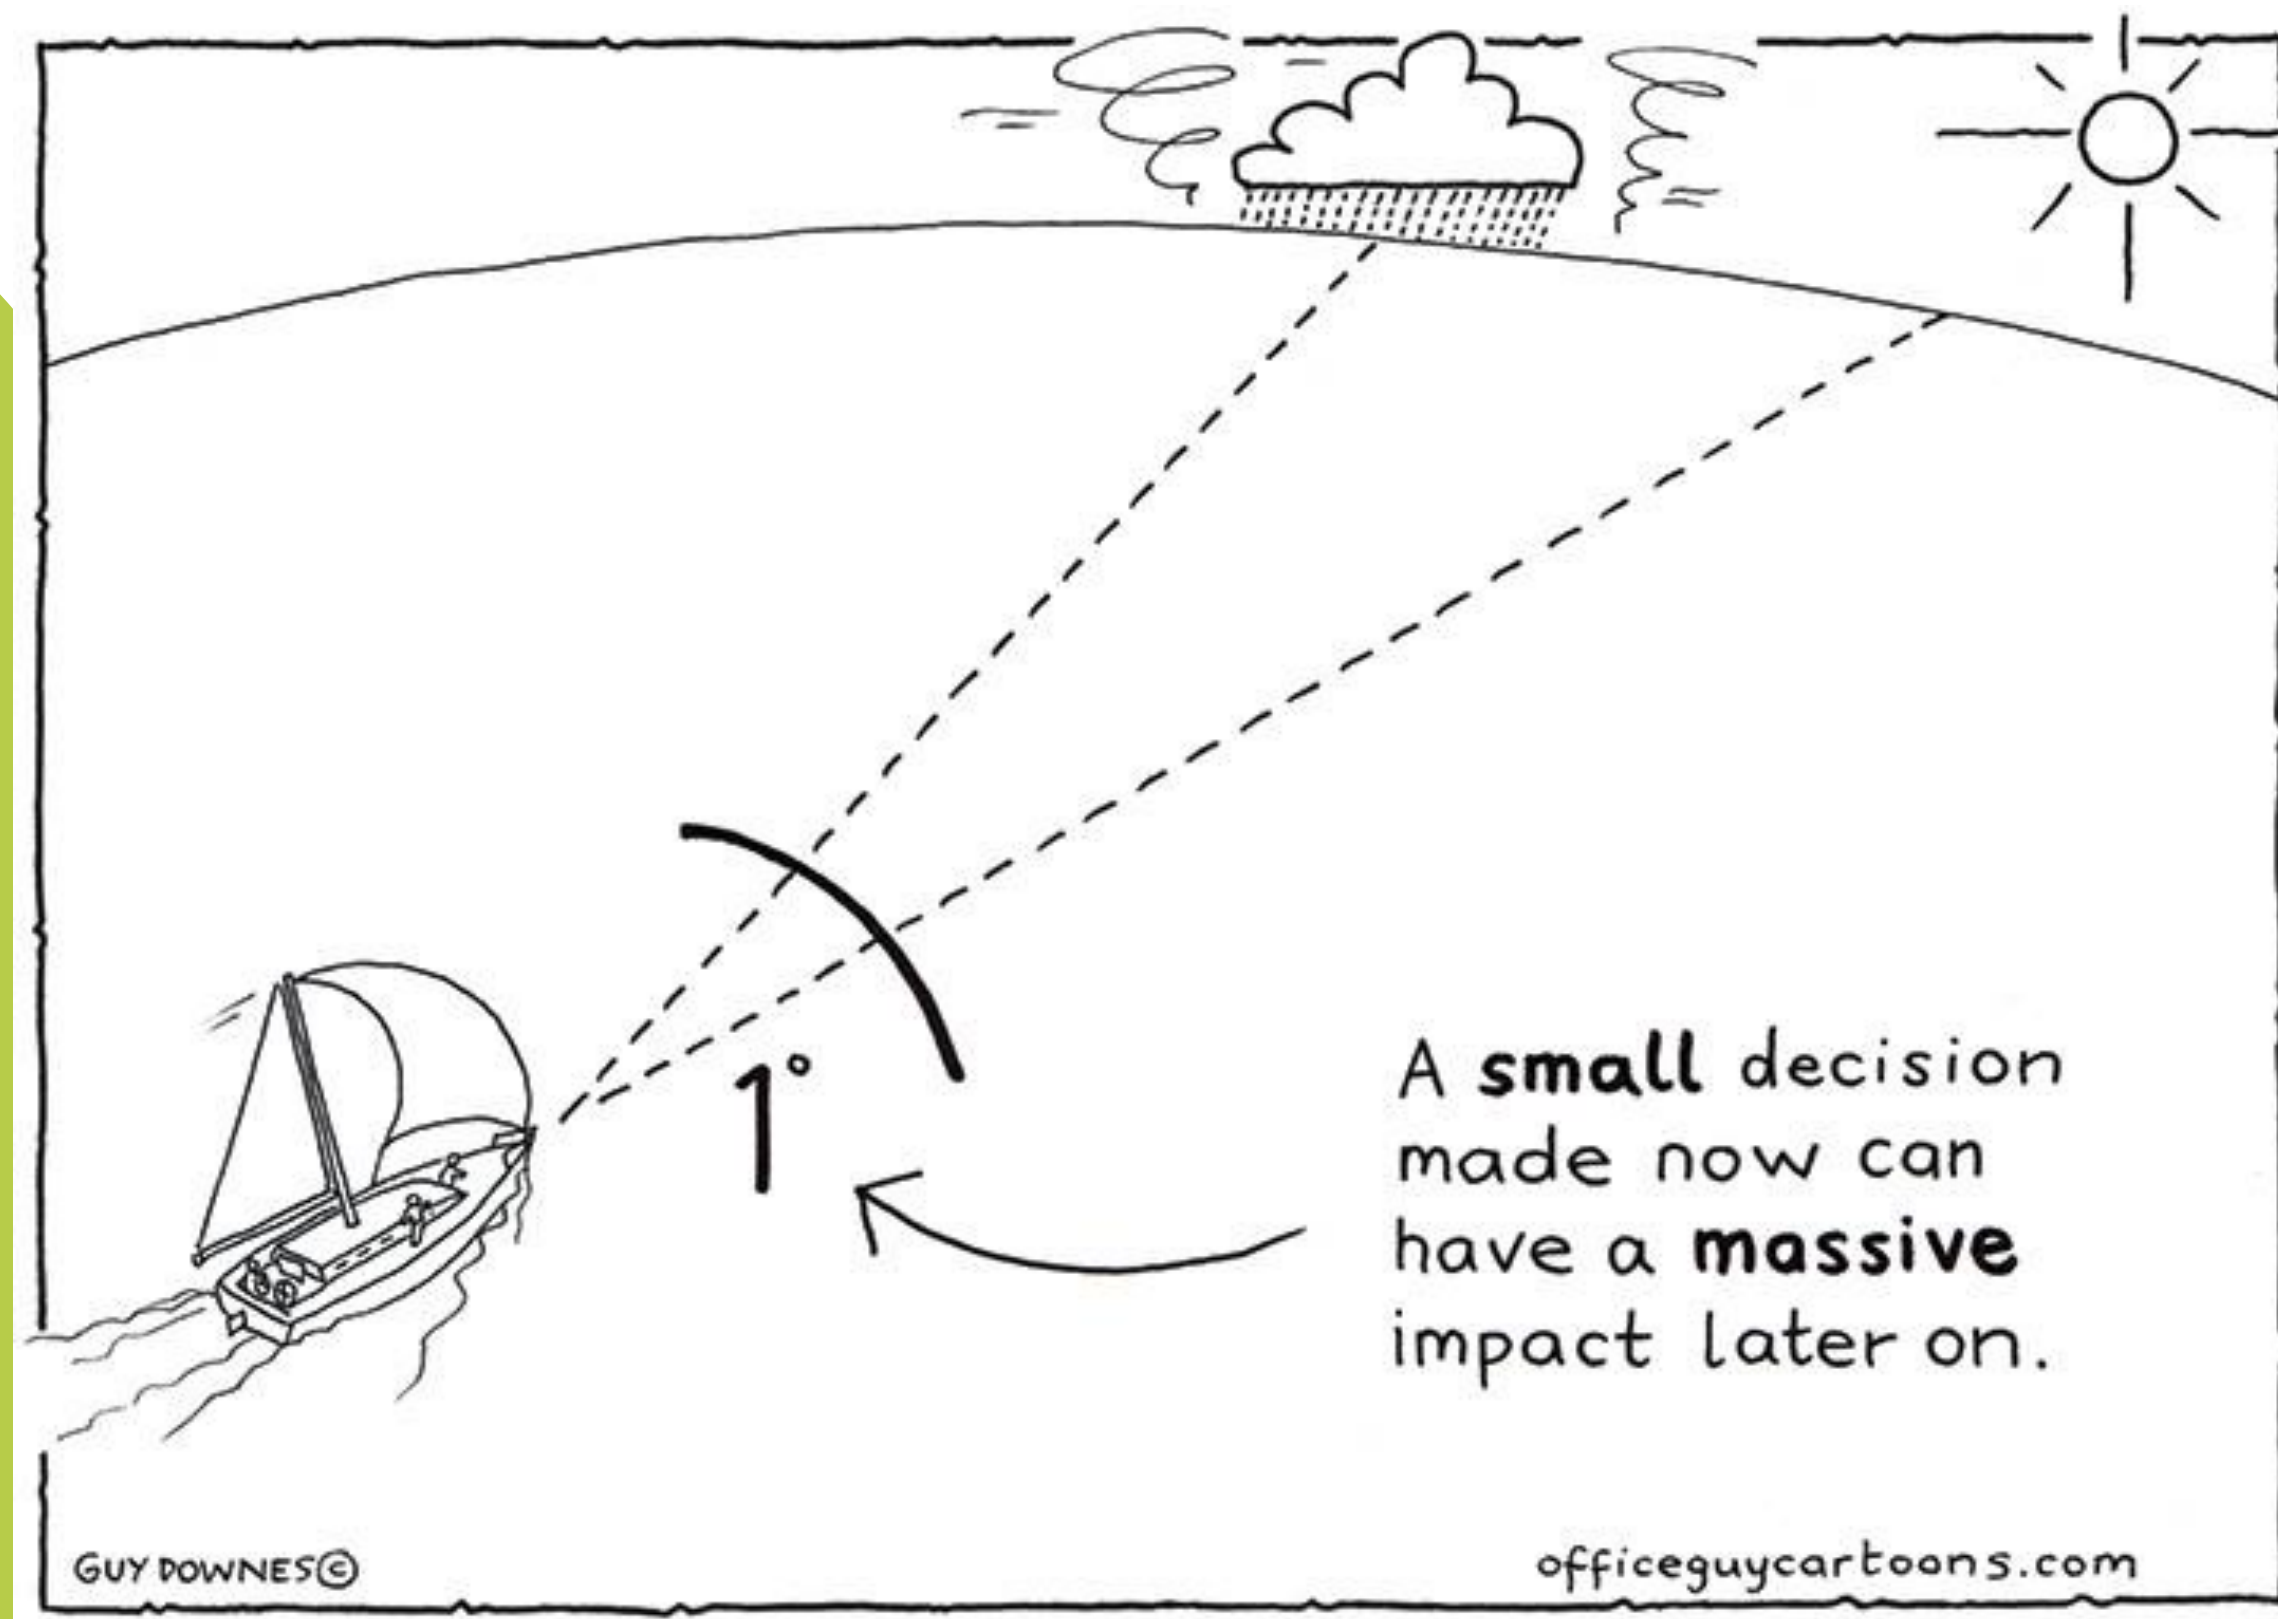 1°
A small decision
made now can
have a massive
impact later on.
GUY DOWNES©
officeguycartoons.com